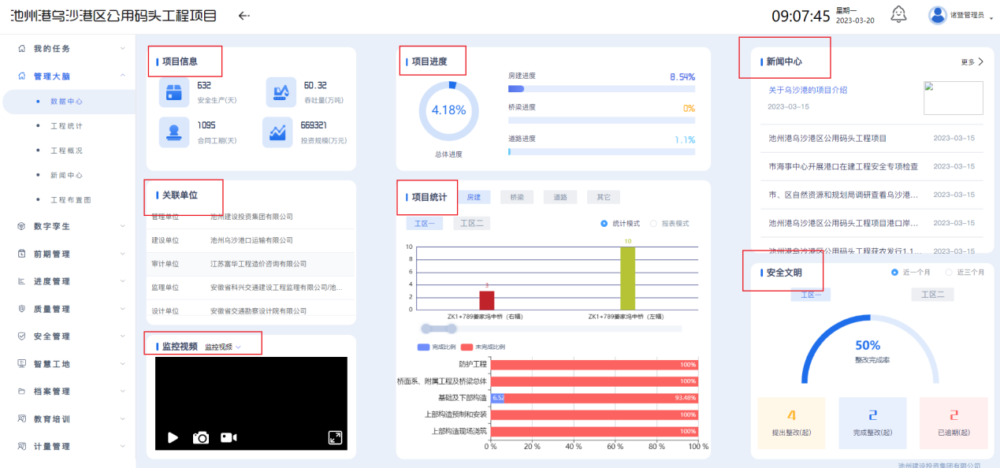 池州港乌沙港区公用码头工程项目
09:07:45
星期一
2023-03-20
诸暨管理员
我的任务
管理大脑
数据中心
工程统计
工程概况
新闻中心
工程布置图
数字孪生
前期管理
进度管理
质量管理
安全管理
智慧工地
档案管理
教育培训
计量管理
项目信息
632
安全生产(天)
60.32
吞吐量(万吨)
1095
合同工期(天)
669321
投资规模(万元)
关联单位
管理单位 池州建设投资集团有限公司
建设单位 池州乌沙港口运输有限公司
审计单位 江苏富华工程造价咨询有限公司
监理单位 安徽省科兴交通建设工程监理有限公司/池...
设计单位 安徽省交通勘察设计院有限公司
监控视频 监控视频
项目进度
4.18%
总体进度
房建进度 8.54%
桥梁进度 0%
道路进度 1.1%
项目统计 房建 桥梁 道路 其它
工区一 工区二 统计模式 报表模式
10
8
6
4
2
0
3
10
ZK1+789姜家坞中桥（右幅） ZK1+789姜家坞中桥（左幅）
完成比例 未完成比例
防护工程 100%
桥面系、附属工程及桥梁总体 100%
基础及下部构造 6.52 93.48%
上部构造预制和安装 100%
上部构造现场浇筑 100%
0 % 20 % 40 % 60 % 80 % 100 %
新闻中心 更多
关于乌沙港的项目介绍
2023-03-15
池州港乌沙港区公用码头工程项目 2023-03-15
市海事中心开展港口在建工程安全专项检查 2023-03-15
市、区自然资源和规划局调研查看乌沙港... 2023-03-15
池州港乌沙港区公用码头工程项目港口岸... 2023-03-15
池州港乌沙港区公用码头工程获农发行1.1... 2023-03-15
安全文明 近一个月 近三个月
工区一 工区二
50%
整改完成率
4
提出整改(起)
2
完成整改(起)
2
已逾期(起)
池州建设投资集团有限公司